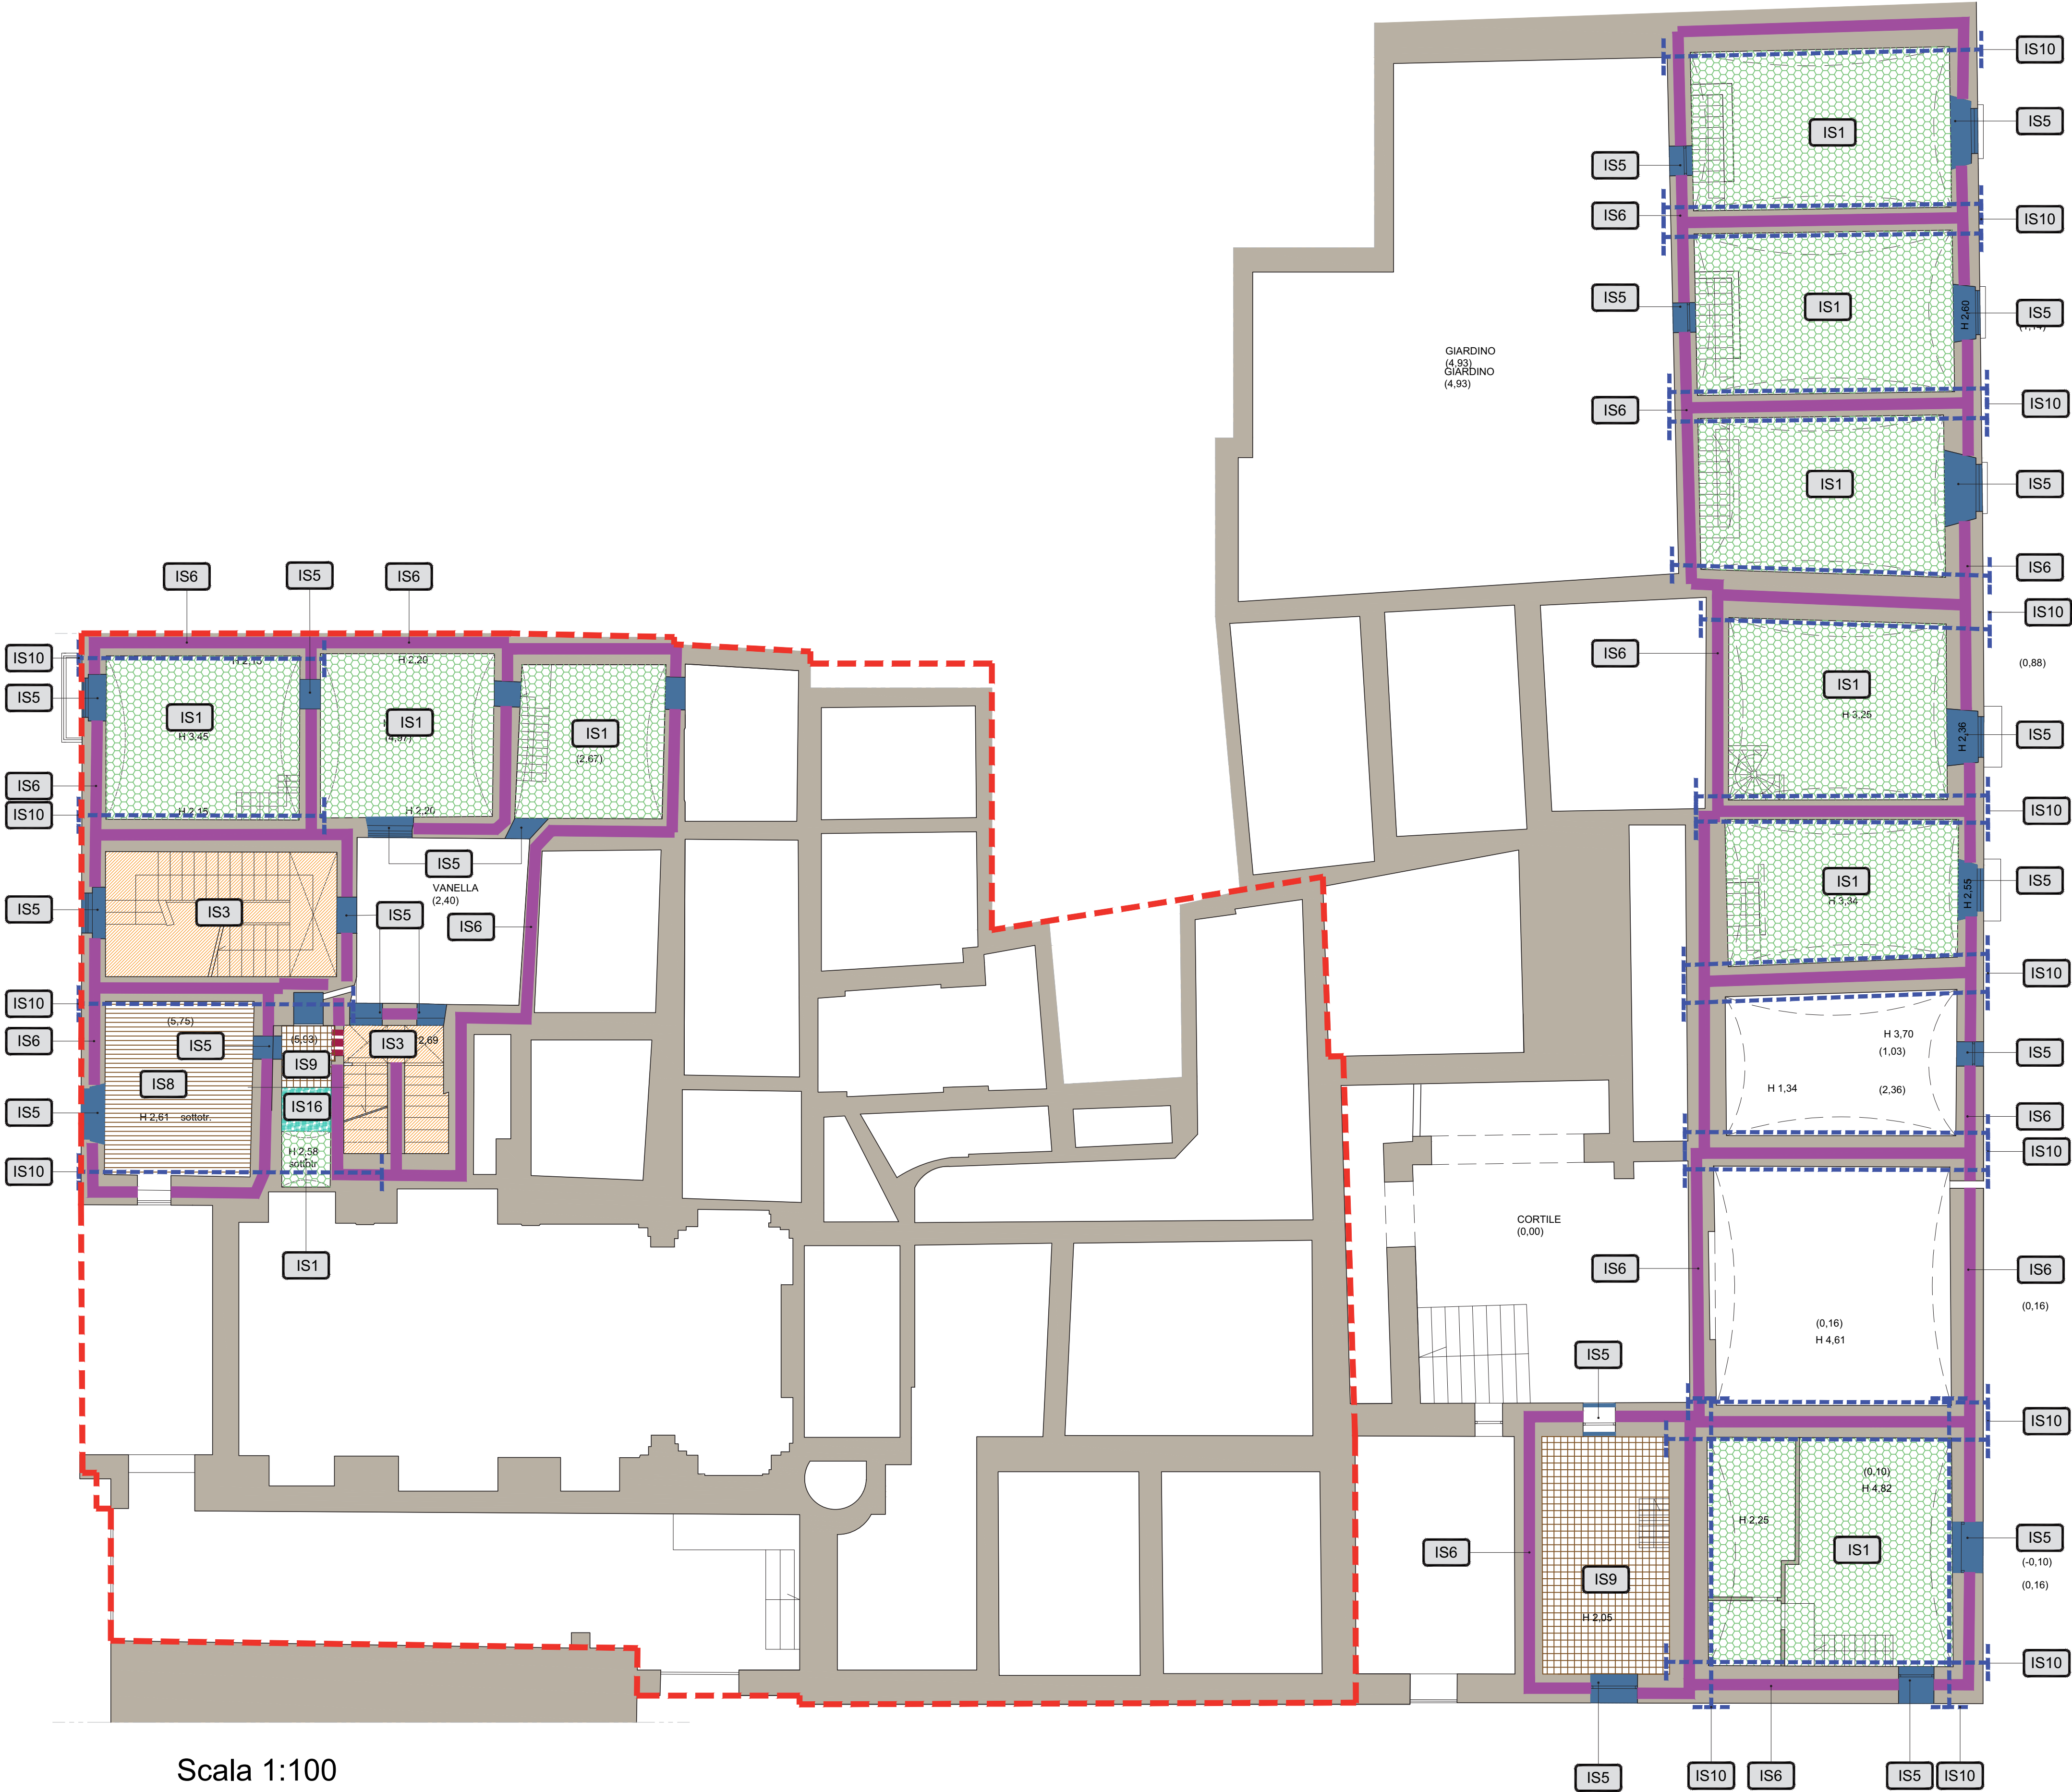 IS10
IS1
IS5
IS5
IS6
IS10
IS5
IS1
H 2,60
IS5
GIARDINO
(4,93)
GIARDINO
(4,93)
IS6
IS10
IS1
IS5
IS6
IS5
IS6
IS6
IS10
IS10
H 2,20
IS6
(0,88)
IS5
IS1
H 3,45
IS1
(4,97)
IS1
(2,67)
IS1
H 3,25
H 2,36
IS5
IS6
IS10
H 2,15
H 2,20
IS10
IS5
VANELLA
(2,40)
IS1
H 3,34
H 2,55
IS5
IS5
IS3
IS5
IS6
IS10
IS10
(5,75)
IS6
IS5
(5,93)
IS9
IS3
2,69
H 3,70
(1,03)
IS5
IS8
H 1,34
(2,36)
IS5
H 2,61 sottotr.
IS16
IS6
H 2,58
sottotr.
IS10
IS10
CORTILE
(0,00)
IS1
IS6
IS6
(0,16)
(0,16)
H 4,61
IS5
IS10
(0,10)
H 4,82
H 2,25
IS6
IS9
H 2,05
IS1
IS5
(-0,10)
(0,16)
IS10
Scala 1:100
IS5
IS10
IS6
IS5
IS10